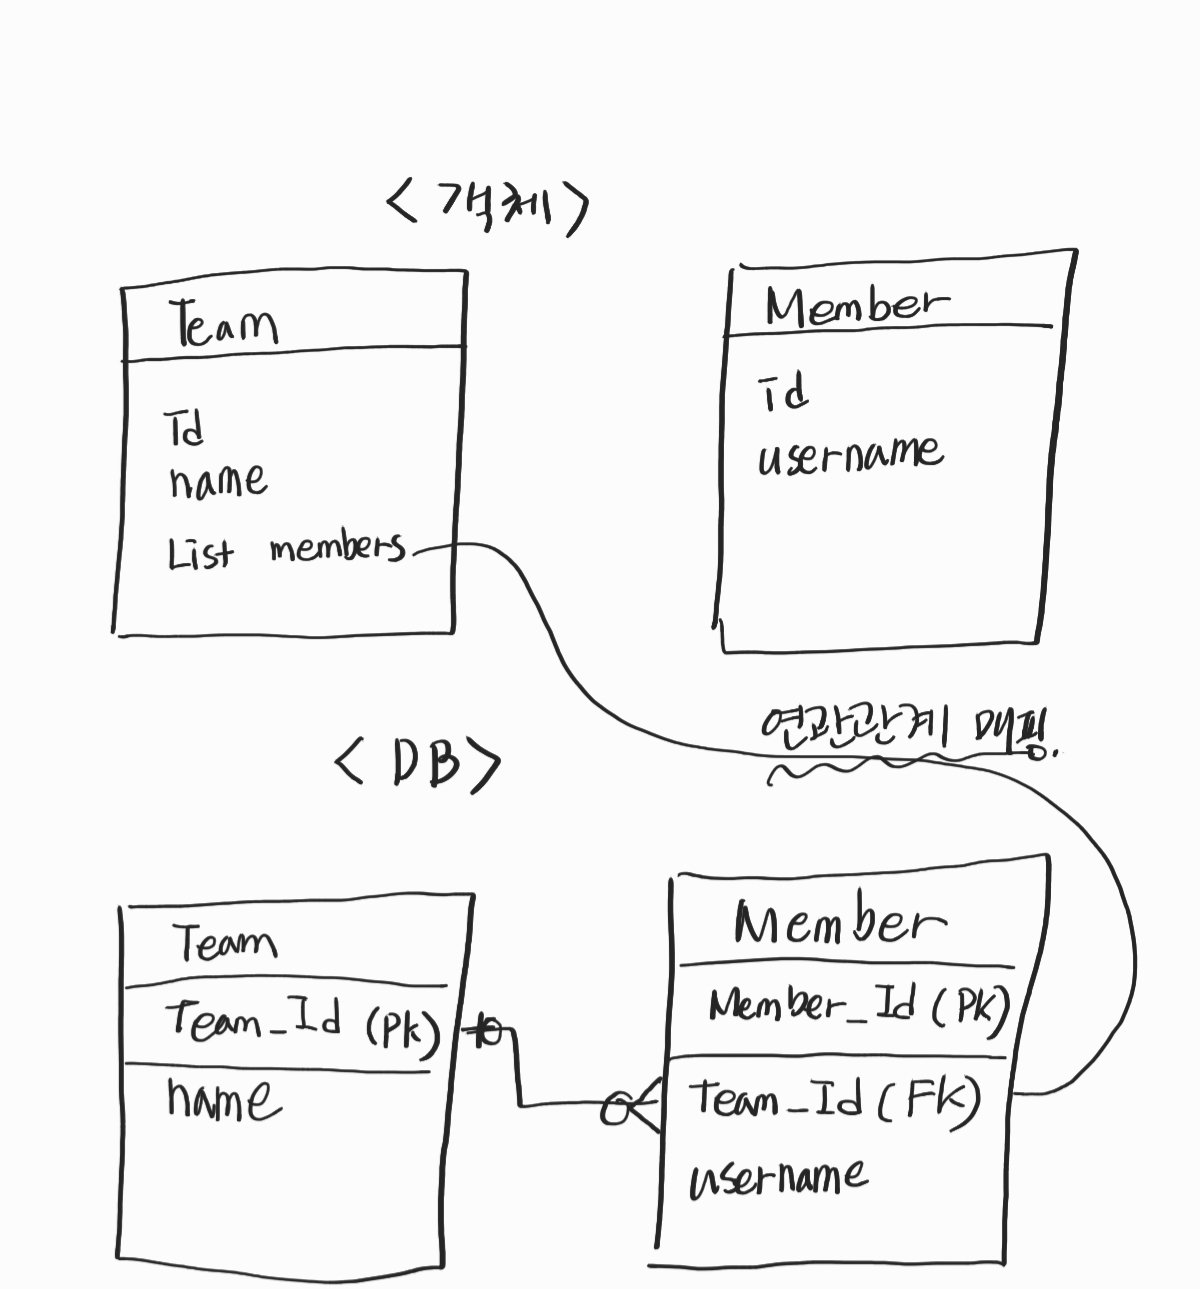 <객체>
Team
Id
name
List members
Member
id
username
연관관계 매핑.
<DB>
Team
Team_Id (PK)
name
Member
Member_Id (PK)
Team_Id (FK)
username